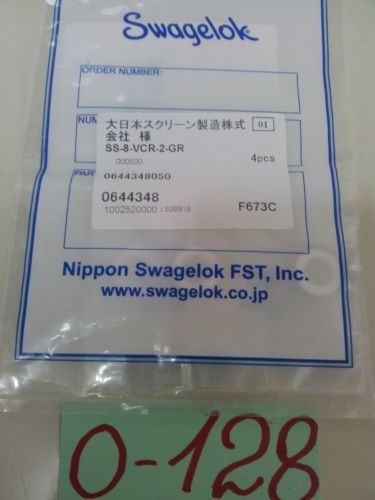 Swagelok
ORDER NUMBER:
大日本スクリーン製造株式 01
会社 様
NUM
SS-8-VCR-2-GR
000500 4pcs
PART
0644348050
0644348
1002520000 / 506919 F673C
Nippon Swagelok FST, Inc.
www.swagelok.co.jp
0-128